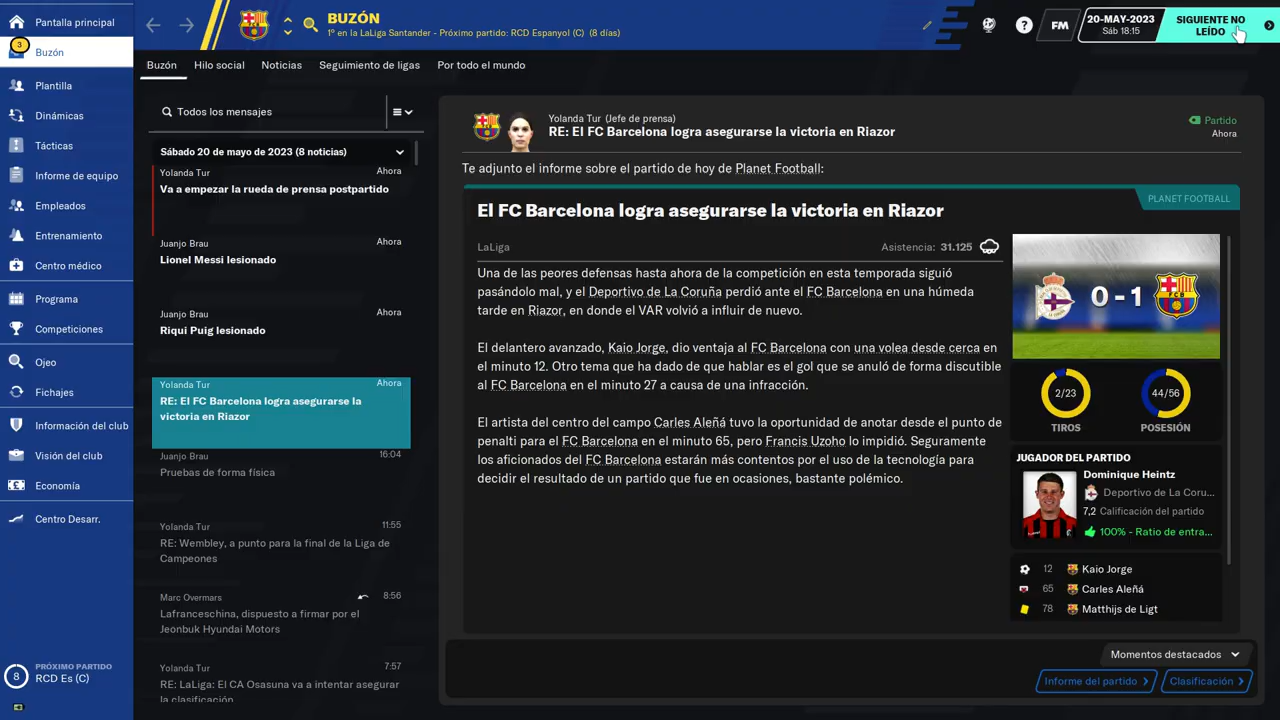 Pantalla principal
3
Buzón
Plantilla
Dinámicas
Tácticas
Informe de equipo
Empleados
Entrenamiento
Centro médico
Programa
Competiciones
Ojeo
Fichajes
Información del club
Visión del club
Economía
Centro Desarr.
8
PRÓXIMO PARTIDO
RCD Es (C)
BUZÓN
1º en la LaLiga Santander - Próximo partido: RCD Espanyol (C) (8 días)
?
FM
20-MAY-2023
Sáb 18:15
SIGUIENTE NO LEÍDO
Buzón
Hilo social
Noticias
Seguimiento de ligas
Por todo el mundo
Todos los mensajes
Sábado 20 de mayo de 2023 (8 noticias)
Yolanda Tur
Ahora
Va a empezar la rueda de prensa postpartido
Juanjo Brau
Ahora
Lionel Messi lesionado
Juanjo Brau
Ahora
Riqui Puig lesionado
Yolanda Tur
Ahora
RE: El FC Barcelona logra asegurarse la
victoria en Riazor
Juanjo Brau
16:04
Pruebas de forma física
Yolanda Tur
11:55
RE: Wembley, a punto para la final de la Liga de
Campeones
Marc Overmars
8:56
Lafranceschina, dispuesto a firmar por el
Jeonbuk Hyundai Motors
Yolanda Tur
7:57
RE: LaLiga: El CA Osasuna va a intentar asegurar
la clasificación
Yolanda Tur (Jefe de prensa)
RE: El FC Barcelona logra asegurarse la victoria en Riazor
Partido
Ahora
Te adjunto el informe sobre el partido de hoy de Planet Football:
PLANET FOOTBALL
El FC Barcelona logra asegurarse la victoria en Riazor
LaLiga
Asistencia: 31.125
Una de las peores defensas hasta ahora de la competición en esta temporada siguió
pasándolo mal, y el Deportivo de La Coruña perdió ante el FC Barcelona en una húmeda
tarde en Riazor, en donde el VAR volvió a influir de nuevo.
El delantero avanzado, Kaio Jorge, dio ventaja al FC Barcelona con una volea desde cerca en
el minuto 12. Otro tema que ha dado de que hablar es el gol que se anuló de forma discutible
al FC Barcelona en el minuto 27 a causa de una infracción.
El artista del centro del campo Carles Aleñá tuvo la oportunidad de anotar desde el punto de
penalti para el FC Barcelona en el minuto 65, pero Francis Uzoho lo impidió. Seguramente
los aficionados del FC Barcelona estarán más contentos por el uso de la tecnología para
decidir el resultado de un partido que fue en ocasiones, bastante polémico.
0 - 1
2/23
TIROS
44/56
POSESIÓN
JUGADOR DEL PARTIDO
Dominique Heintz
Deportivo de La Coru...
7,2 Calificación del partido
100% - Ratio de entra...
12 Kaio Jorge
65 Carles Aleñá
78 Matthijs de Ligt
Momentos destacados
Informe del partido
Clasificación